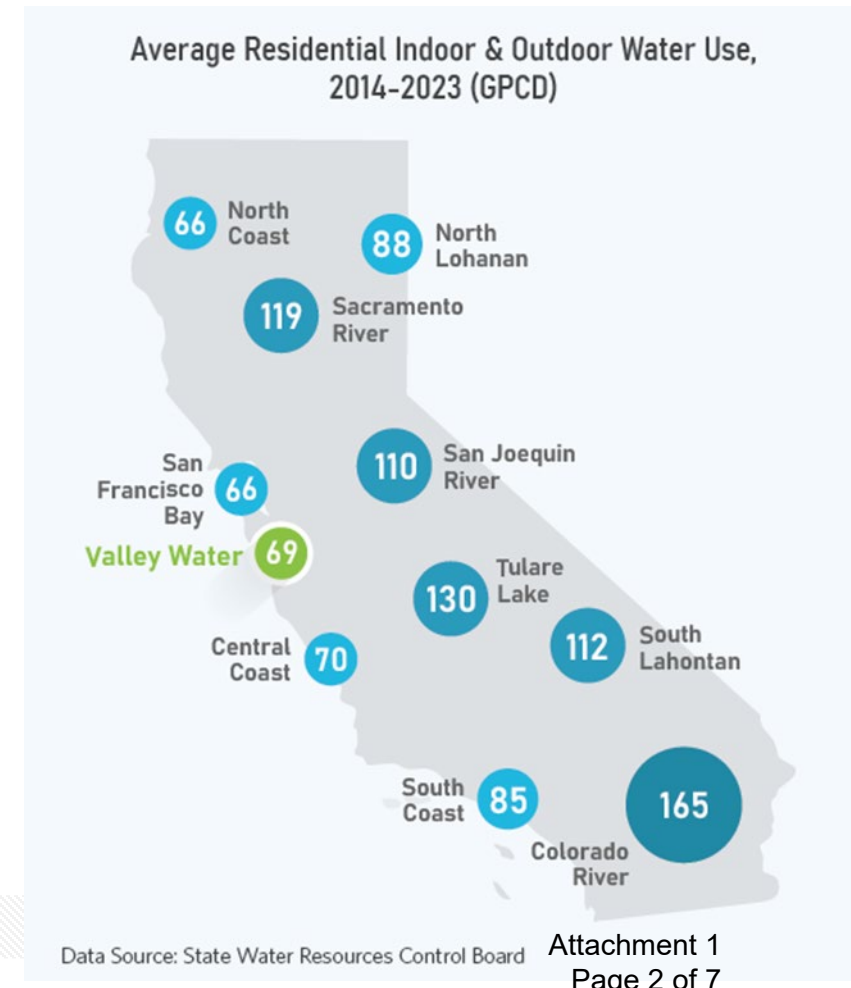 Average Residential Indoor & Outdoor Water Use,
2014-2023 (GPCD)
66
North
Coast
88
North
Lohanan
119
Sacramento
River
110
San Joequin
River
San
Francisco
Bay
66
Valley Water
69
130
Tulare
Lake
112
South
Lahontan
Central
Coast
70
South
Coast
85
165
Colorado
River
Data Source: State Water Resources Control Board
Attachment 1
Page 2 of 7